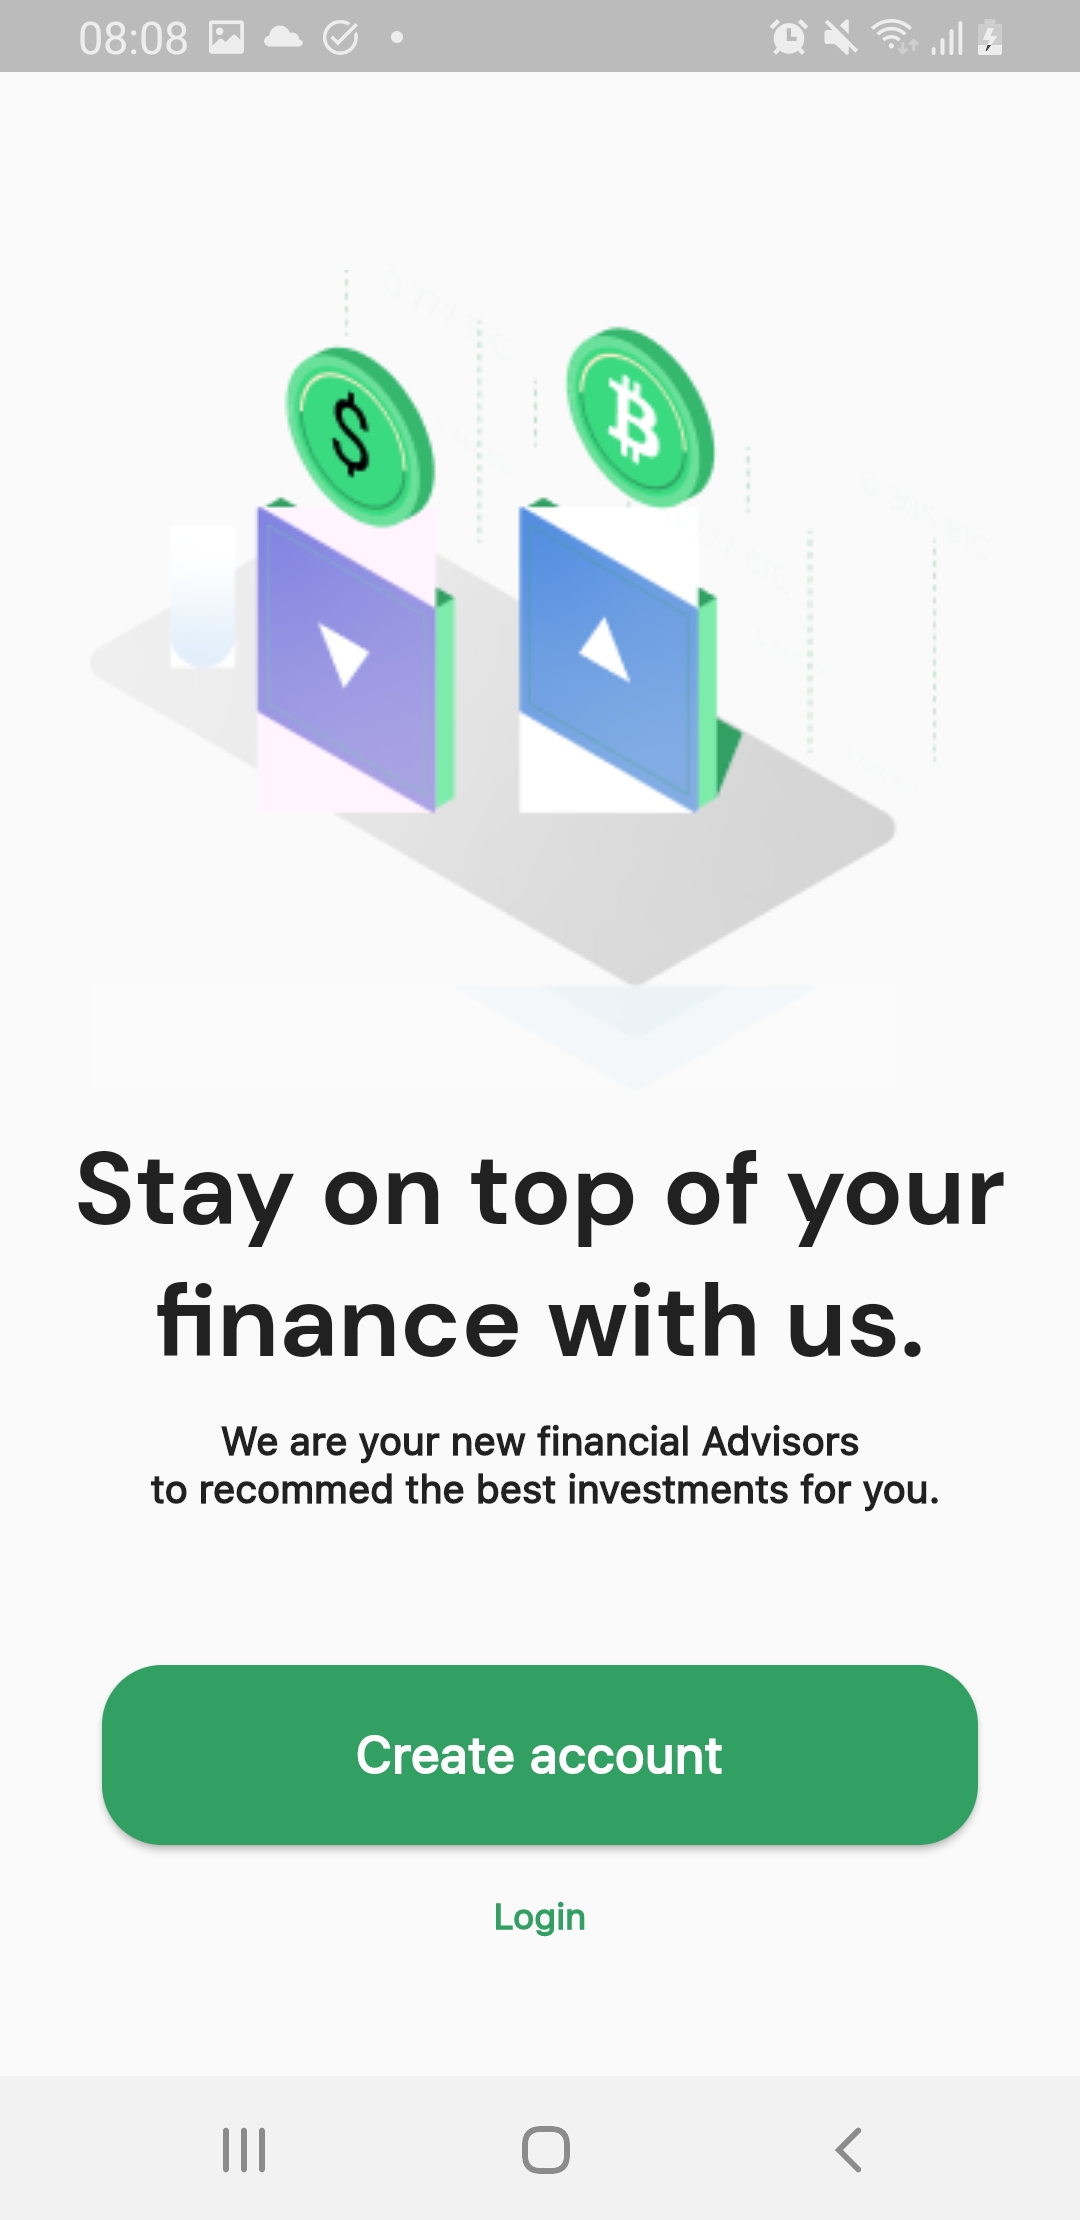 08:08
$
Stay on top of your
finance with us.
We are your new financial Advisors
to recommed the best investments for you.
Create account
Login